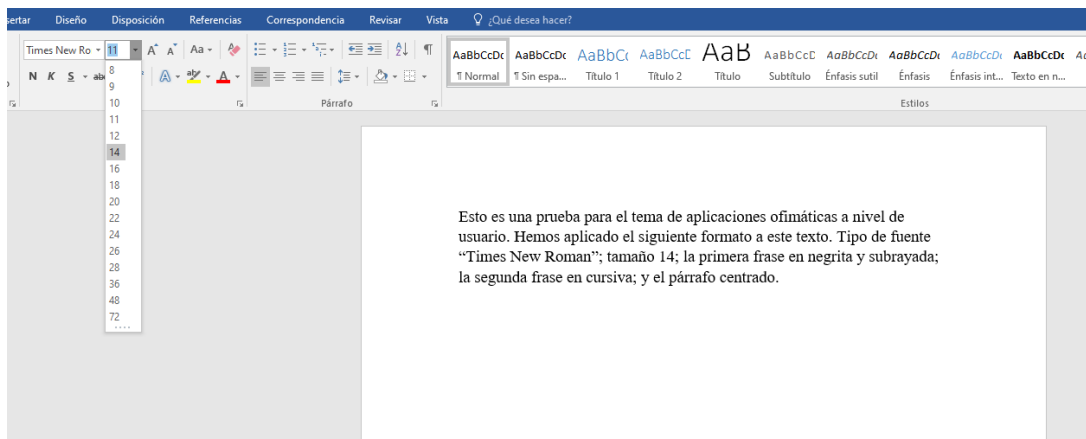 sertar Diseño Disposición Referencias Correspondencia Revisar Vista ¿Qué desea hacer?
Times New Ro 11 A A Aa
AaBbCcDc AaBbCcDc AaBbCc AaBbCcE AaB AaBbCcE AaBbCcDc AaBbCcDc AaBbCcDc AaBbCcDc
N K S ab A aby A
¶ Normal ¶ Sin espa... Título 1 Título 2 Título Subtítulo Énfasis sutil Énfasis Énfasis int... Texto en n...
Párrafo Estilos
8
9
10
11
12
14
16
18
20
22
24
26
28
36
48
72
Esto es una prueba para el tema de aplicaciones ofimáticas a nivel de
usuario. Hemos aplicado el siguiente formato a este texto. Tipo de fuente
“Times New Roman”; tamaño 14; la primera frase en negrita y subrayada;
la segunda frase en cursiva; y el párrafo centrado.